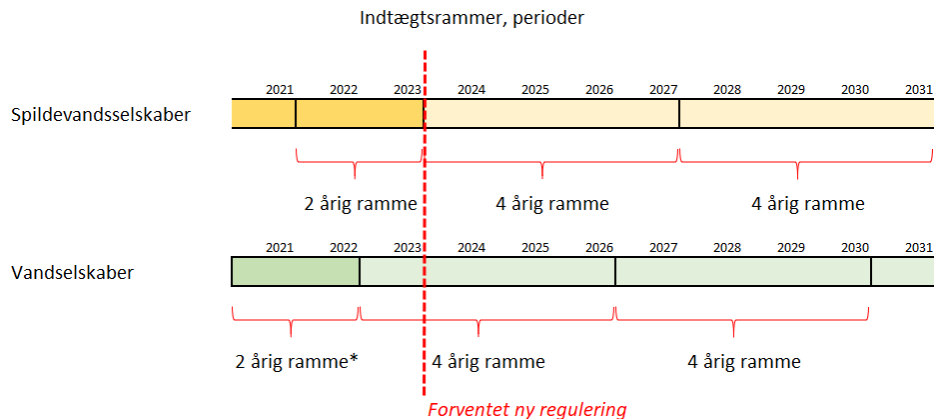 Indtægtsrammer, perioder
2021 2022 2023 2024 2025 2026 2027 2028 2029 2030 2031
Spildevandsselskaber
2 årig ramme 4 årig ramme 4 årig ramme
2021 2022 2023 2024 2025 2026 2027 2028 2029 2030 2031
Vandselskaber
2 årig ramme* 4 årig ramme 4 årig ramme
Forventet ny regulering